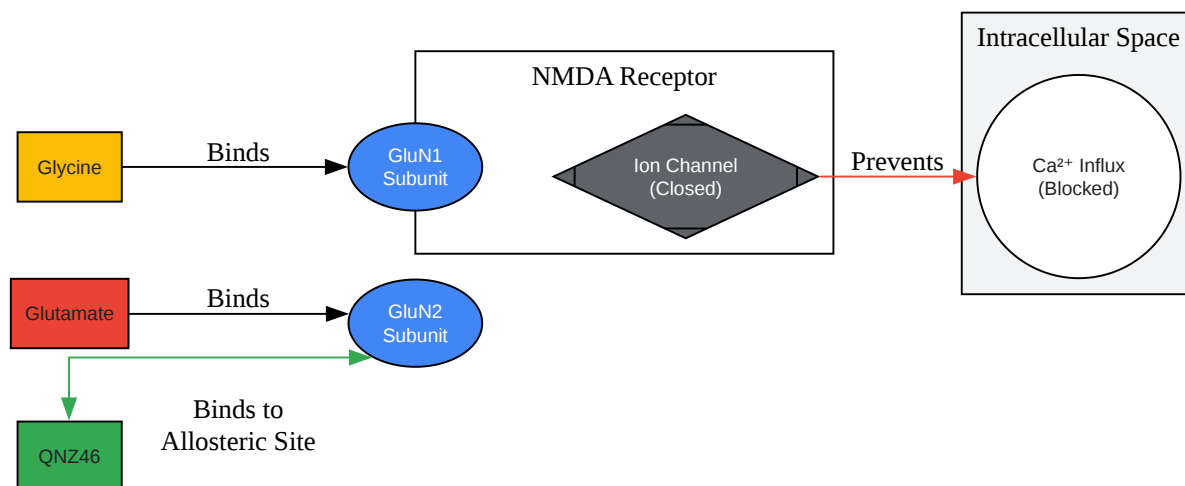 Intracellular Space
NMDA Receptor
Glycine
Binds
GluN1
Subunit
Ion Channel
(Closed)
Prevents
Ca²⁺ Influx
(Blocked)
Glutamate
Binds
GluN2
Subunit
Binds to
Allosteric Site
QNZ46